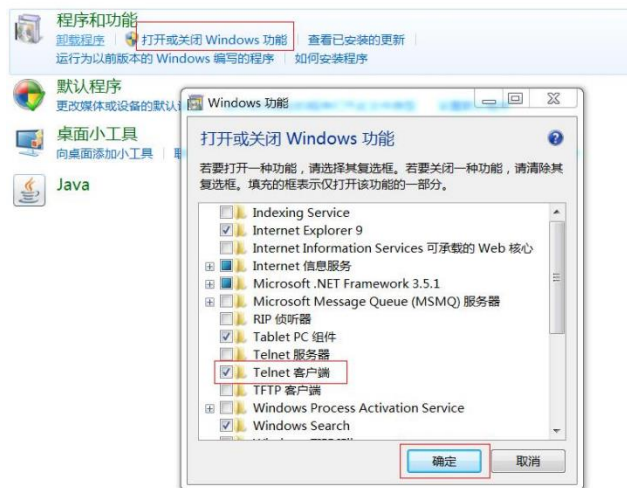 程序和功能
卸载程序 打开或关闭 Windows 功能 查看已安装的更新
运行为以前版本的 Windows 编写的程序 如何安装程序
默认程序
更改媒体或设备的默认
桌面小工具
向桌面添加小工具
Java
Windows 功能
打开或关闭 Windows 功能
若要打开一种功能，请选择其复选框。若要关闭一种功能，请清除其
复选框。填充的框表示仅打开该功能的一部分。
Indexing Service
Internet Explorer 9
Internet Information Services 可承载的 Web 核心
Internet 信息服务
Microsoft .NET Framework 3.5.1
Microsoft Message Queue (MSMQ) 服务器
RIP 侦听器
Tablet PC 组件
Telnet 服务器
Telnet 客户端
TFTP 客户端
Windows Process Activation Service
Windows Search
确定 取消